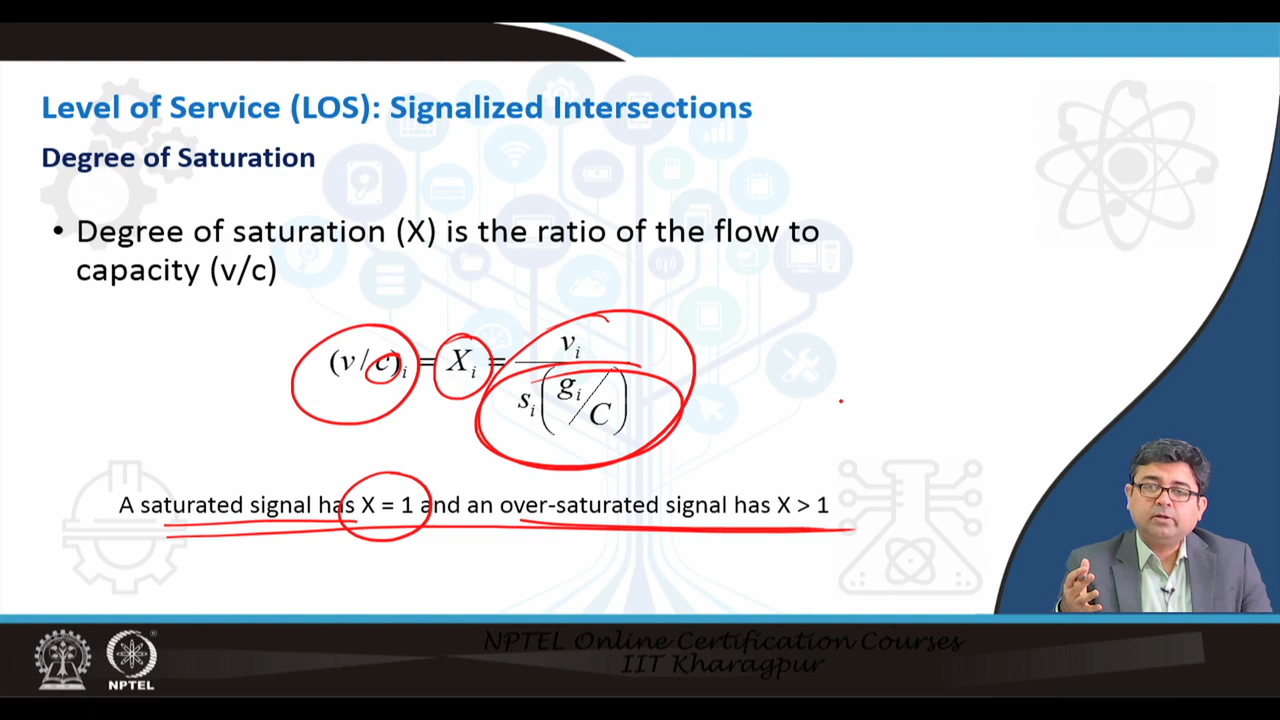 Level of Service (LOS): Signalized Intersections
Degree of Saturation
• Degree of saturation (X) is the ratio of the flow to
capacity (v/c)
(v/c)i = Xi = vi / si(gi/C)
A saturated signal has X = 1 and an over-saturated signal has X > 1
NPTEL Online Certification Courses
IIT Kharagpur
NPTEL